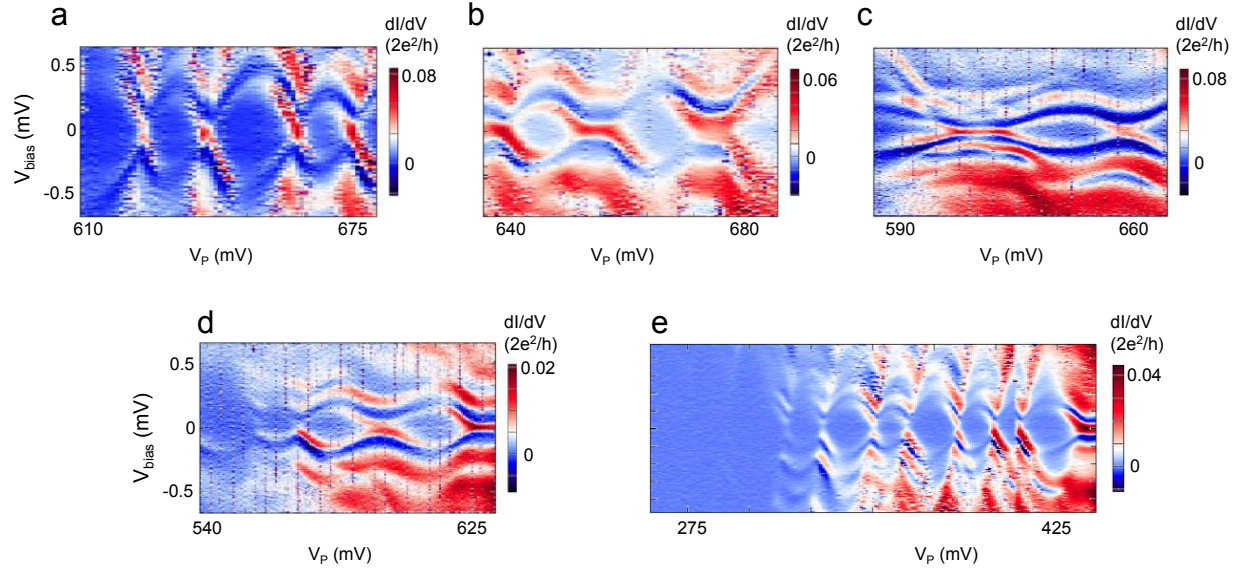 a
dI/dV
(2e²/h)
0.5
0
-0.5
V_bias (mV)
0.08
0
610
675
V_P (mV)
b
dI/dV
(2e²/h)
0.06
0
640
680
V_P (mV)
c
dI/dV
(2e²/h)
0.08
0
590
660
V_P (mV)
d
dI/dV
(2e²/h)
0.5
0
-0.5
V_bias (mV)
0.02
0
540
625
V_P (mV)
e
dI/dV
(2e²/h)
0.04
0
275
425
V_P (mV)